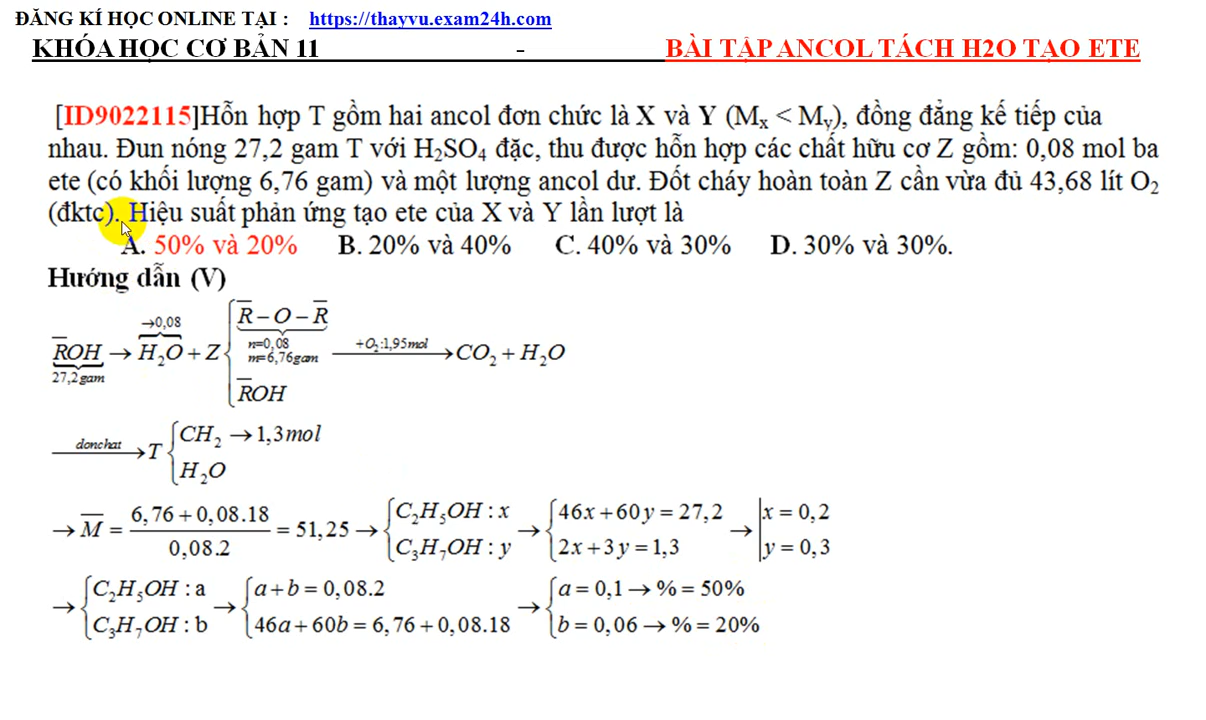 ĐĂNG KÍ HỌC ONLINE TẠI : https://thayvu.exam24h.com
KHÓA HỌC CƠ BẢN 11 - BÀI TẬP ANCOL TÁCH H2O TẠO ETE
[ID9022115]Hỗn hợp T gồm hai ancol đơn chức là X và Y (Mₓ < Mᵧ), đồng đẳng kế tiếp của
nhau. Đun nóng 27,2 gam T với H₂SO₄ đặc, thu được hỗn hợp các chất hữu cơ Z gồm: 0,08 mol ba
ete (có khối lượng 6,76 gam) và một lượng ancol dư. Đốt cháy hoàn toàn Z cần vừa đủ 43,68 lít O₂
(đktc). Hiệu suất phản ứng tạo ete của X và Y lần lượt là
A. 50% và 20% B. 20% và 40% C. 40% và 30% D. 30% và 30%.
Hướng dẫn (V)
R̅OH (27,2 gam) → H₂O (→0,08) + Z { R̅ – O – R̅ (n=0,08 m=6,76gam) ; R̅OH —(+O₂:1,95mol)→ CO₂ + H₂O
—(donchat)→ T { CH₂ → 1,3mol ; H₂O
→ M̅ = (6,76 + 0,08.18) / (0,08.2) = 51,25 → { C₂H₅OH : x ; C₃H₇OH : y → { 46x + 60y = 27,2 ; 2x + 3y = 1,3 → | x = 0,2 ; y = 0,3
→ { C₂H₅OH : a ; C₃H₇OH : b → { a + b = 0,08.2 ; 46a + 60b = 6,76 + 0,08.18 → { a = 0,1 → % = 50% ; b = 0,06 → % = 20%